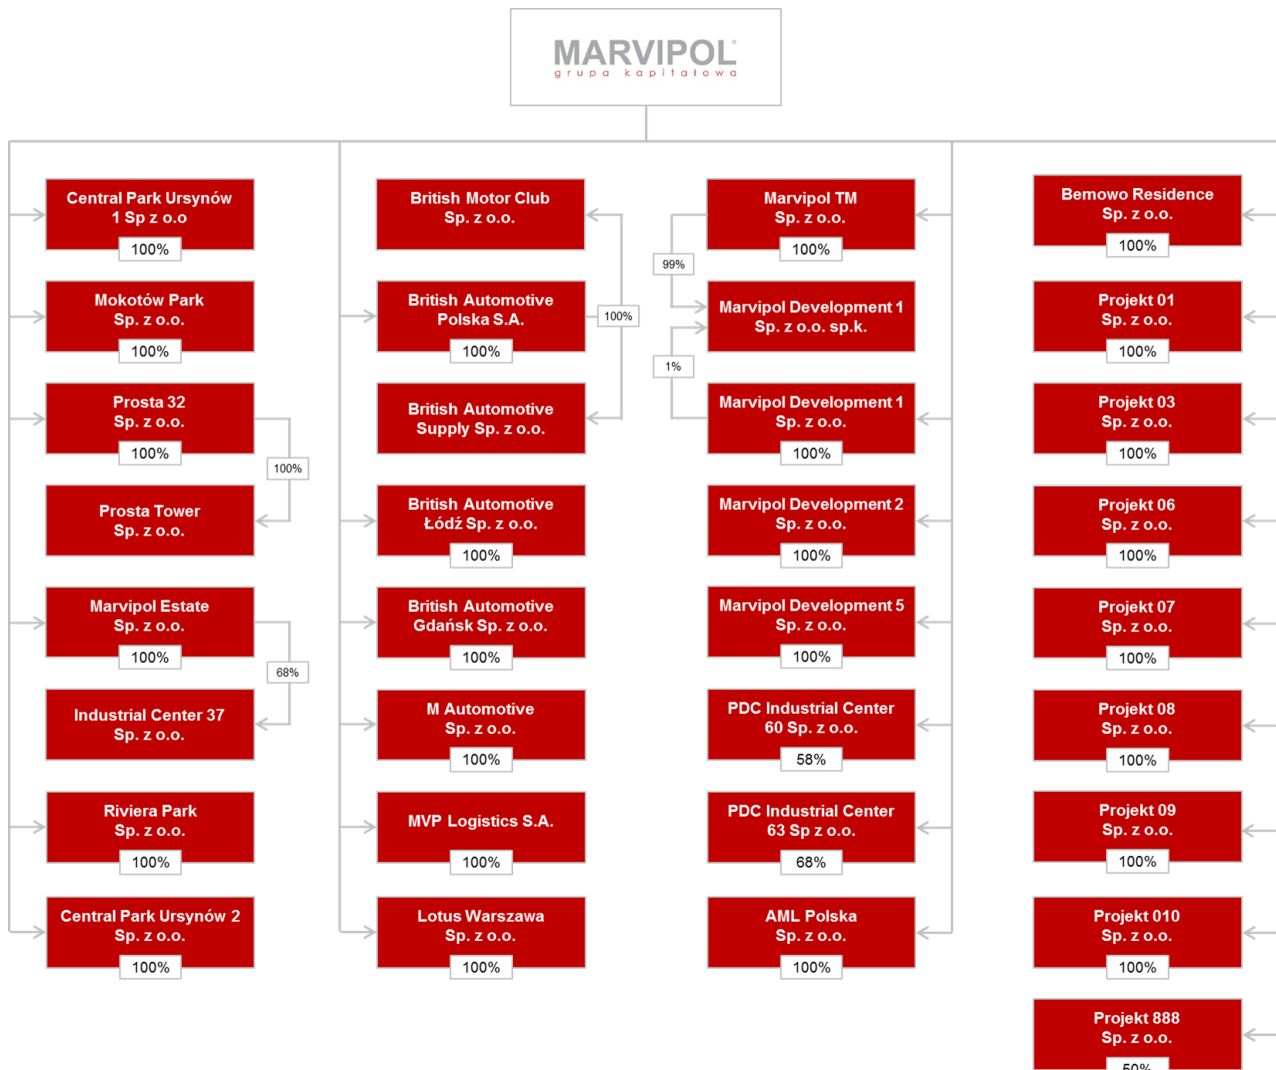 MARVIPOL
grupa kapitałowa
Central Park Ursynów
1 Sp z o.o
100%
Mokotów Park
Sp. z o.o.
100%
Prosta 32
Sp. z o.o.
100%
100%
Prosta Tower
Sp. z o.o.
Marvipol Estate
Sp. z o.o.
100%
68%
Industrial Center 37
Sp. z o.o.
Riviera Park
Sp. z o.o.
100%
Central Park Ursynów 2
Sp. z o.o.
100%
British Motor Club
Sp. z o.o.
British Automotive
Polska S.A.
100%
100%
British Automotive
Supply Sp. z o.o.
British Automotive
Łódź Sp. z o.o.
100%
British Automotive
Gdańsk Sp. z o.o.
100%
M Automotive
Sp. z o.o.
100%
MVP Logistics S.A.
100%
Lotus Warszawa
Sp. z o.o.
100%
Marvipol TM
Sp. z o.o.
100%
99%
Marvipol Development 1
Sp. z o.o. sp.k.
1%
Marvipol Development 1
Sp. z o.o.
100%
Marvipol Development 2
Sp. z o.o.
100%
Marvipol Development 5
Sp. z o.o.
100%
PDC Industrial Center
60 Sp. z o.o.
58%
PDC Industrial Center
63 Sp z o.o.
68%
AML Polska
Sp. z o.o.
100%
Bemowo Residence
Sp. z o.o.
100%
Projekt 01
Sp. z o.o.
100%
Projekt 03
Sp. z o.o.
100%
Projekt 06
Sp. z o.o.
100%
Projekt 07
Sp. z o.o.
100%
Projekt 08
Sp. z o.o.
100%
Projekt 09
Sp. z o.o.
100%
Projekt 010
Sp. z o.o.
100%
Projekt 888
Sp. z o.o.
50%